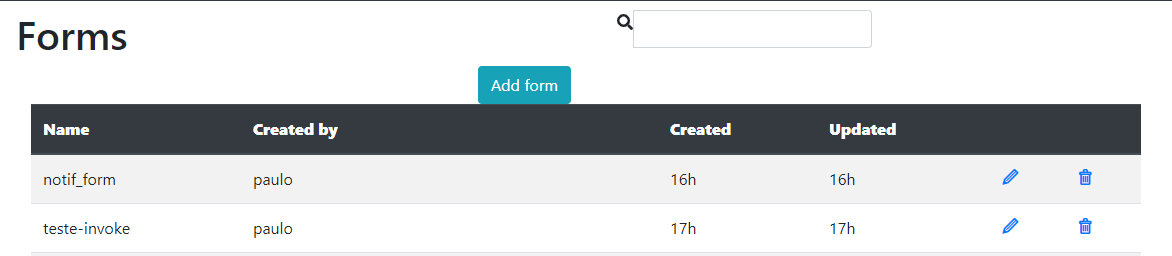 Forms
Add form
Name Created by Created Updated
notif_form paulo 16h 16h
teste-invoke paulo 17h 17h